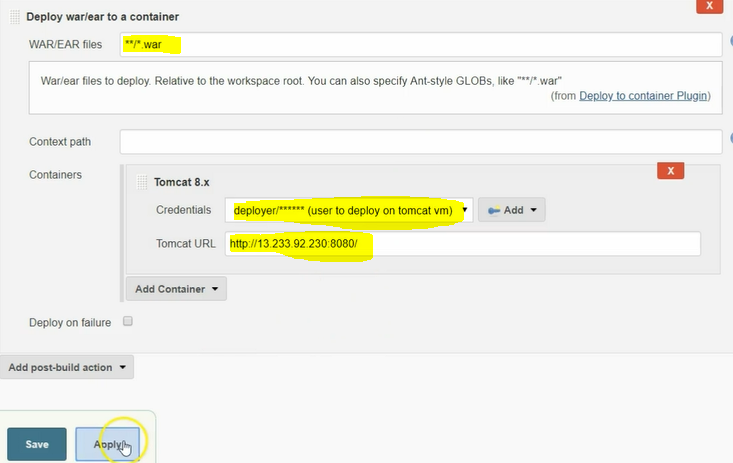 Deploy war/ear to a container
X
WAR/EAR files
**/*.war
War/ear files to deploy. Relative to the workspace root. You can also specify Ant-style GLOBs, like "**/*.war"
(from Deploy to container Plugin)
Context path
Containers
X
Tomcat 8.x
Credentials
deployer/****** (user to deploy on tomcat vm)
Add
Tomcat URL
http://13.233.92.230:8080/
Add Container
Deploy on failure
Add post-build action
Save
Apply